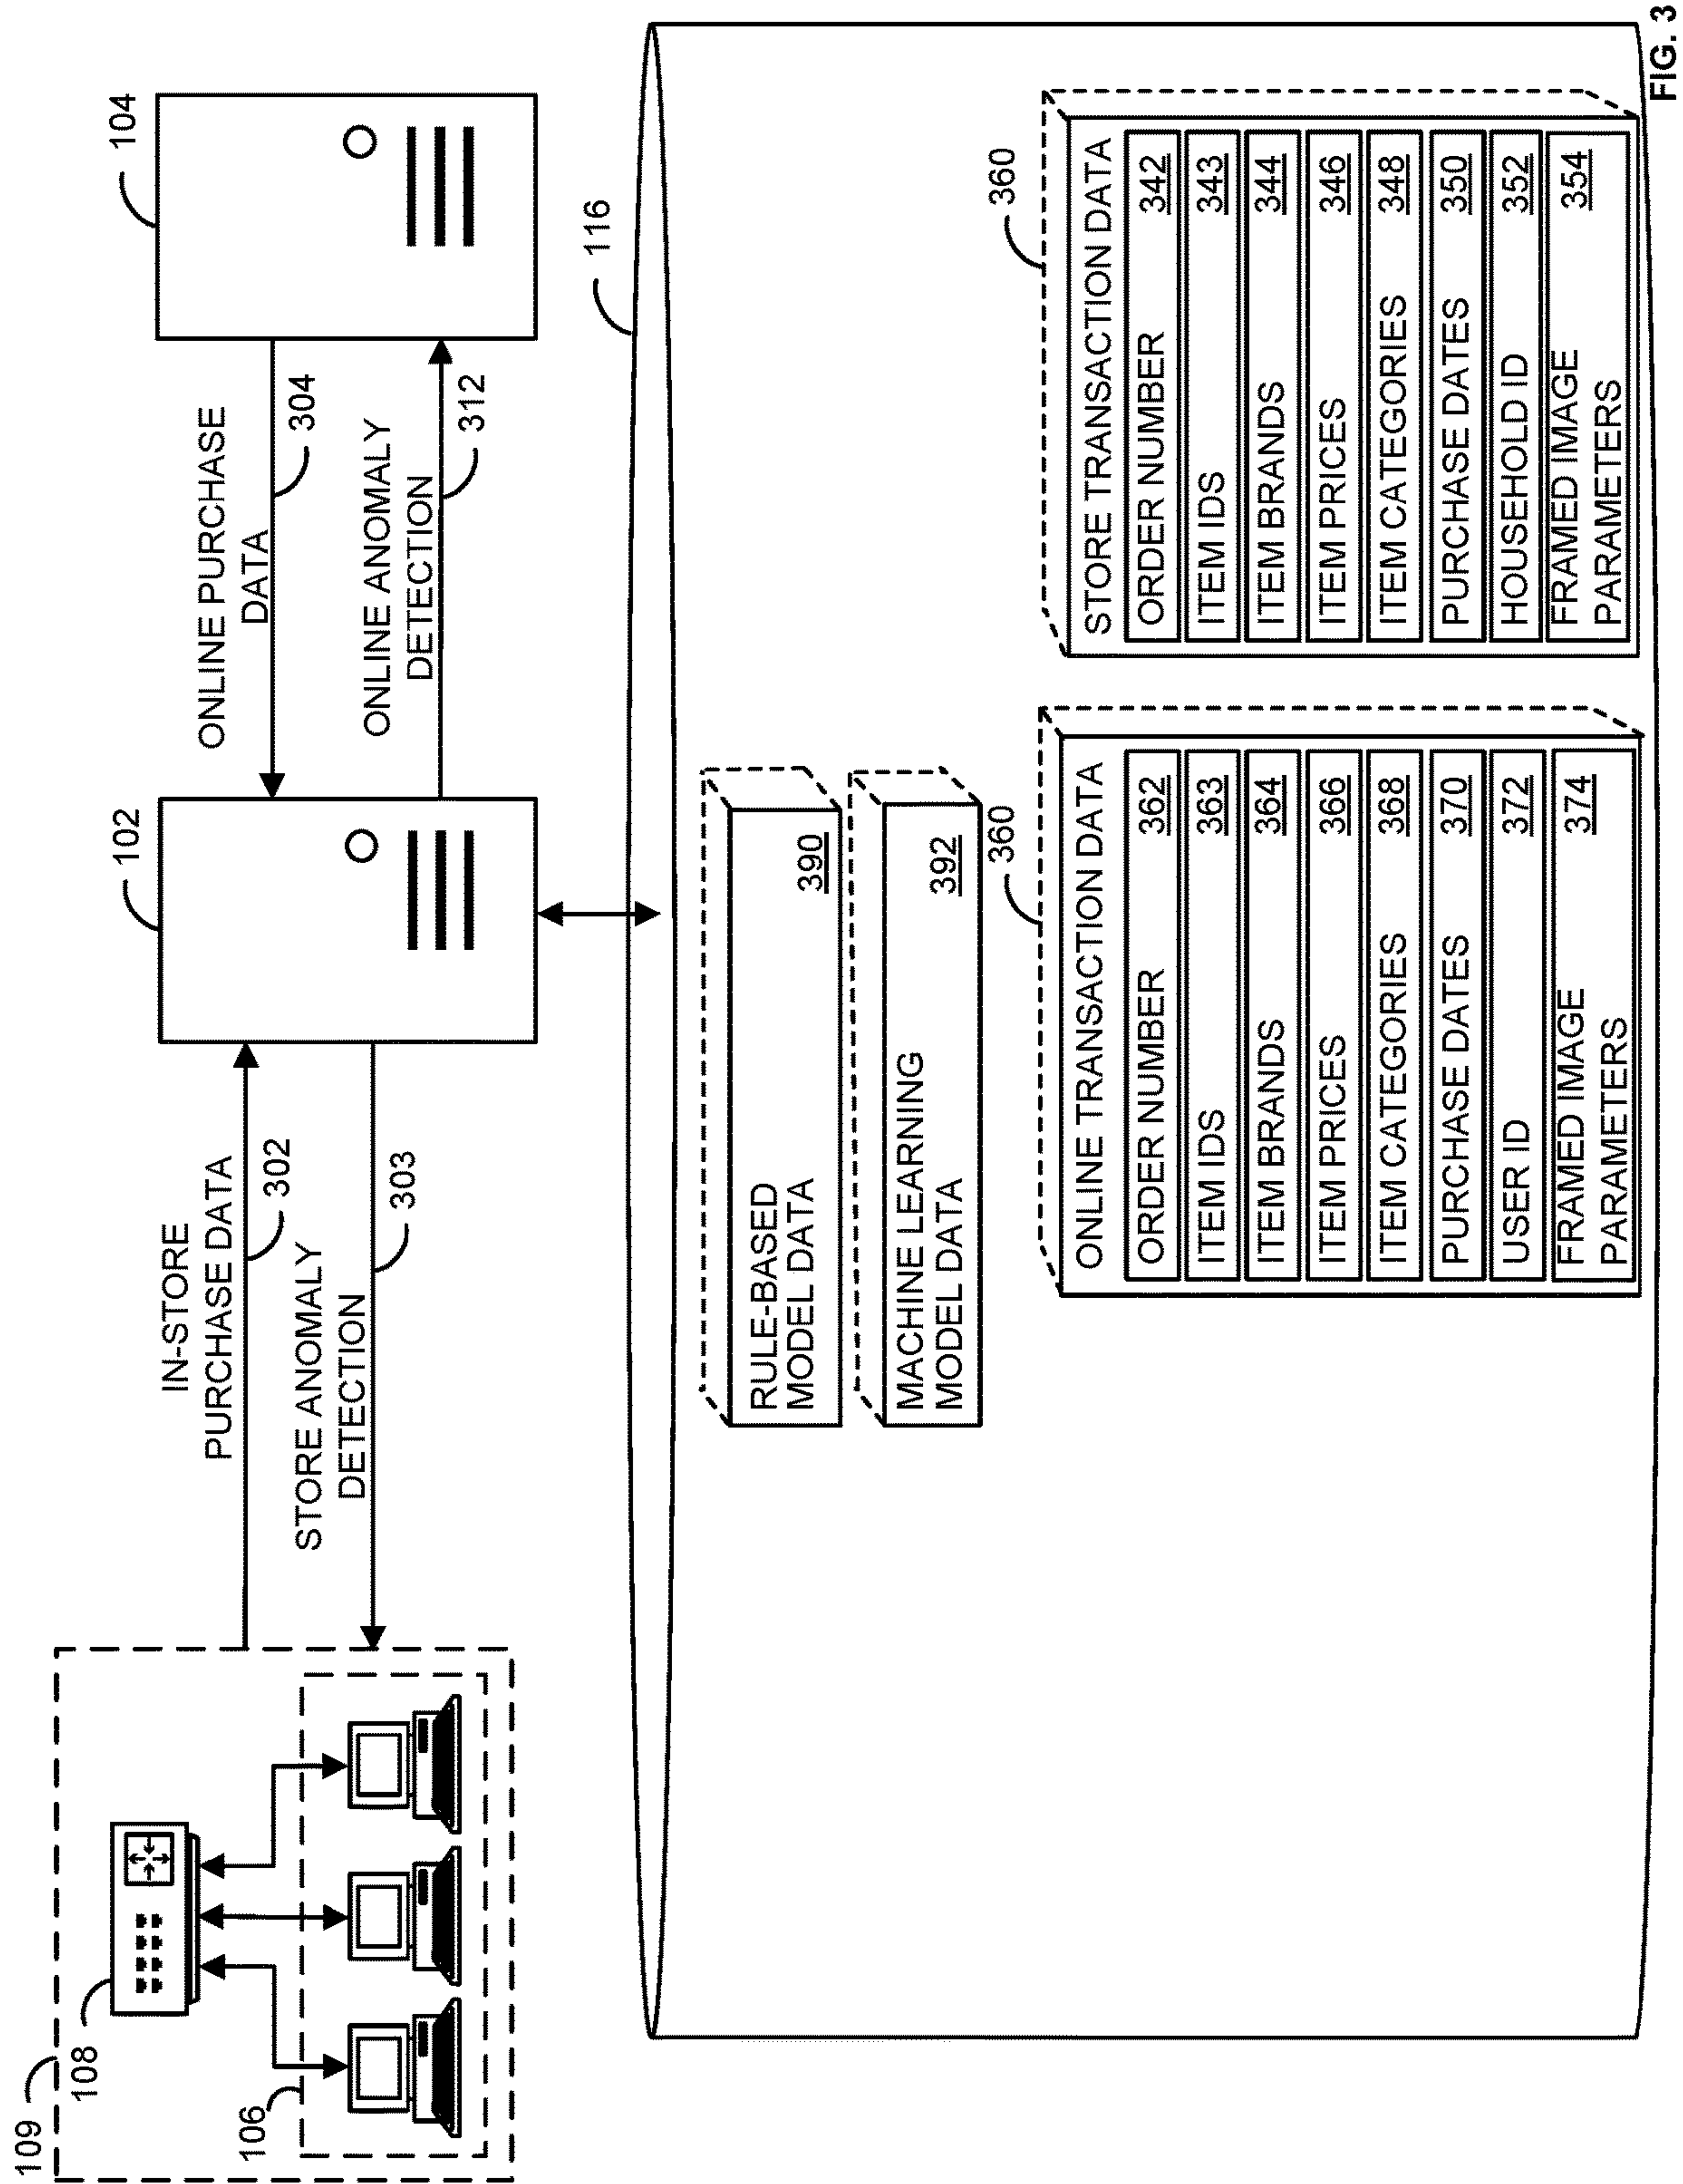 109
108
106
IN-STORE
PURCHASE DATA
302
STORE ANOMALY
DETECTION
303
102
ONLINE PURCHASE
DATA
304
ONLINE ANOMALY
DETECTION
312
104
116
RULE-BASED
MODEL DATA
390
MACHINE LEARNING
MODEL DATA
392
360
ONLINE TRANSACTION DATA
ORDER NUMBER 362
ITEM IDS 363
ITEM BRANDS 364
ITEM PRICES 366
ITEM CATEGORIES 368
PURCHASE DATES 370
USER ID 372
FRAMED IMAGE 374
PARAMETERS
360
STORE TRANSACTION DATA
ORDER NUMBER 342
ITEM IDS 343
ITEM BRANDS 344
ITEM PRICES 346
ITEM CATEGORIES 348
PURCHASE DATES 350
HOUSEHOLD ID 352
FRAMED IMAGE 354
PARAMETERS
FIG. 3